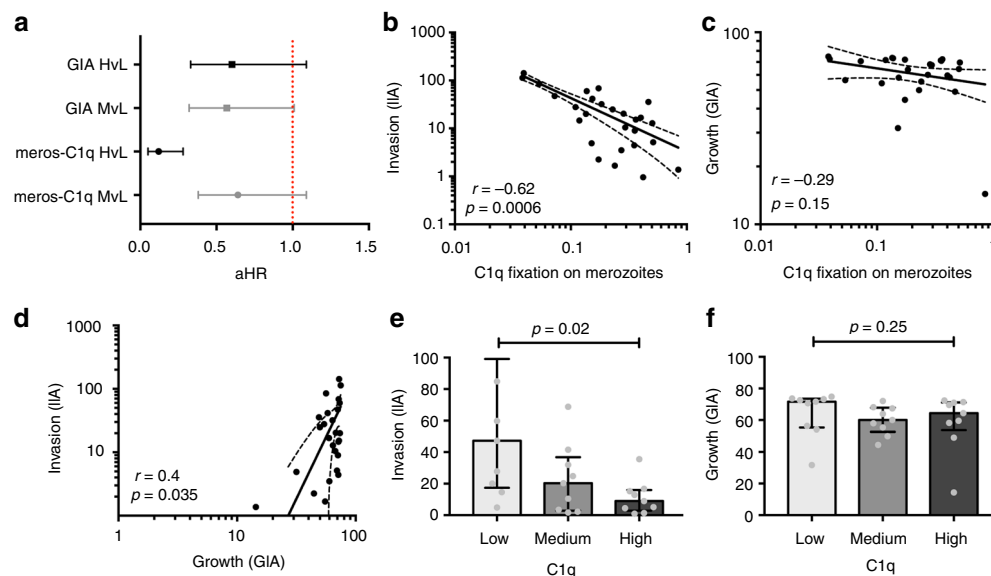 a
GIA HvL
GIA MvL
meros-C1q HvL
meros-C1q MvL
0.0 0.5 1.0 1.5
aHR
b
Invasion (IIA)
1000
100
10
1
0.1
r = –0.62
p = 0.0006
0.01 0.1 1
C1q fixation on merozoites
c
Growth (GIA)
100
10
r = –0.29
p = 0.15
0.01 0.1 1
C1q fixation on merozoites
d
Invasion (IIA)
1000
100
10
1
r = 0.4
p = 0.035
1 10 100
Growth (GIA)
e
p = 0.02
Invasion (IIA)
100
80
60
40
20
0
Low Medium High
C1q
f
p = 0.25
Growth (GIA)
100
80
60
40
20
0
Low Medium High
C1q